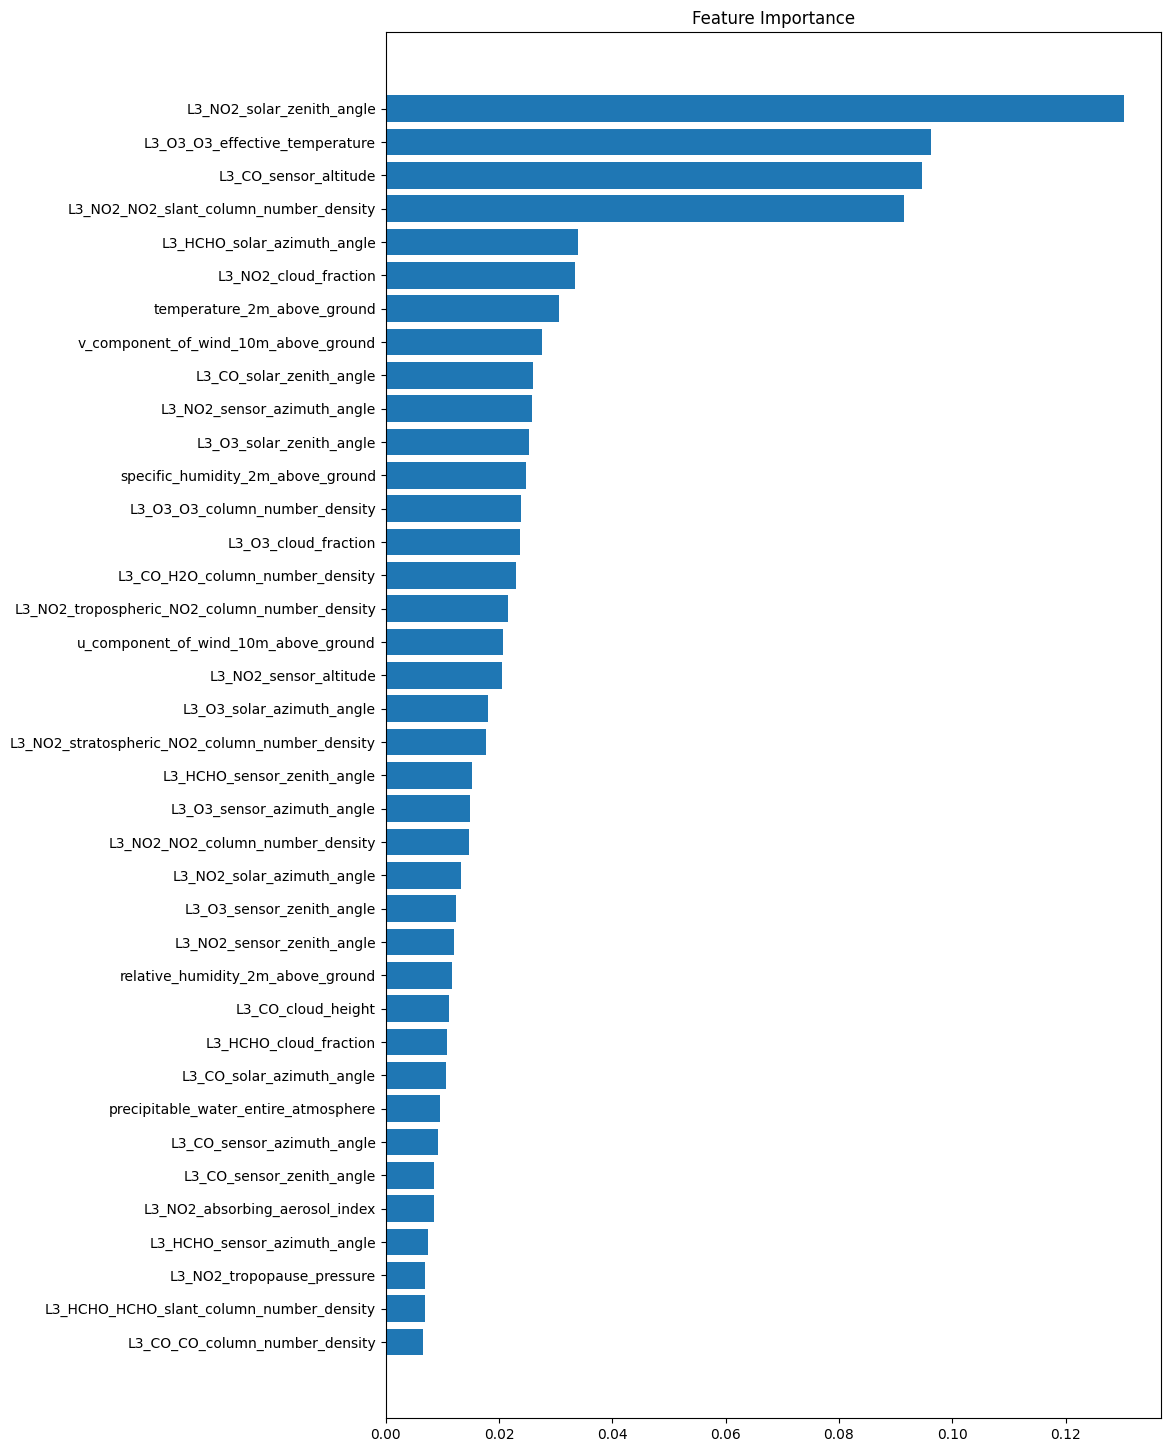 Feature Importance
L3_NO2_solar_zenith_angle
L3_O3_O3_effective_temperature
L3_CO_sensor_altitude
L3_NO2_NO2_slant_column_number_density
L3_HCHO_solar_azimuth_angle
L3_NO2_cloud_fraction
temperature_2m_above_ground
v_component_of_wind_10m_above_ground
L3_CO_solar_zenith_angle
L3_NO2_sensor_azimuth_angle
L3_O3_solar_zenith_angle
specific_humidity_2m_above_ground
L3_O3_O3_column_number_density
L3_O3_cloud_fraction
L3_CO_H2O_column_number_density
L3_NO2_tropospheric_NO2_column_number_density
u_component_of_wind_10m_above_ground
L3_NO2_sensor_altitude
L3_O3_solar_azimuth_angle
L3_NO2_stratospheric_NO2_column_number_density
L3_HCHO_sensor_zenith_angle
L3_O3_sensor_azimuth_angle
L3_NO2_NO2_column_number_density
L3_NO2_solar_azimuth_angle
L3_O3_sensor_zenith_angle
L3_NO2_sensor_zenith_angle
relative_humidity_2m_above_ground
L3_CO_cloud_height
L3_HCHO_cloud_fraction
L3_CO_solar_azimuth_angle
precipitable_water_entire_atmosphere
L3_CO_sensor_azimuth_angle
L3_CO_sensor_zenith_angle
L3_NO2_absorbing_aerosol_index
L3_HCHO_sensor_azimuth_angle
L3_NO2_tropopause_pressure
L3_HCHO_HCHO_slant_column_number_density
L3_CO_CO_column_number_density
0.00 0.02 0.04 0.06 0.08 0.10 0.12